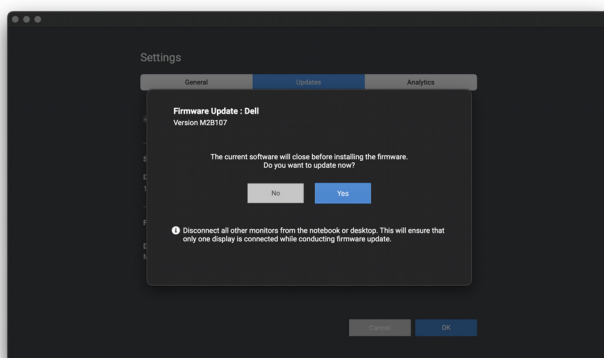 Settings
General
Updates
Analytics
Firmware Update : Dell
Version M2B107
The current software will close before installing the firmware.
Do you want to update now?
No
Yes
Disconnect all other monitors from the notebook or desktop. This will ensure that
only one display is connected while conducting firmware update.
Cancel
OK